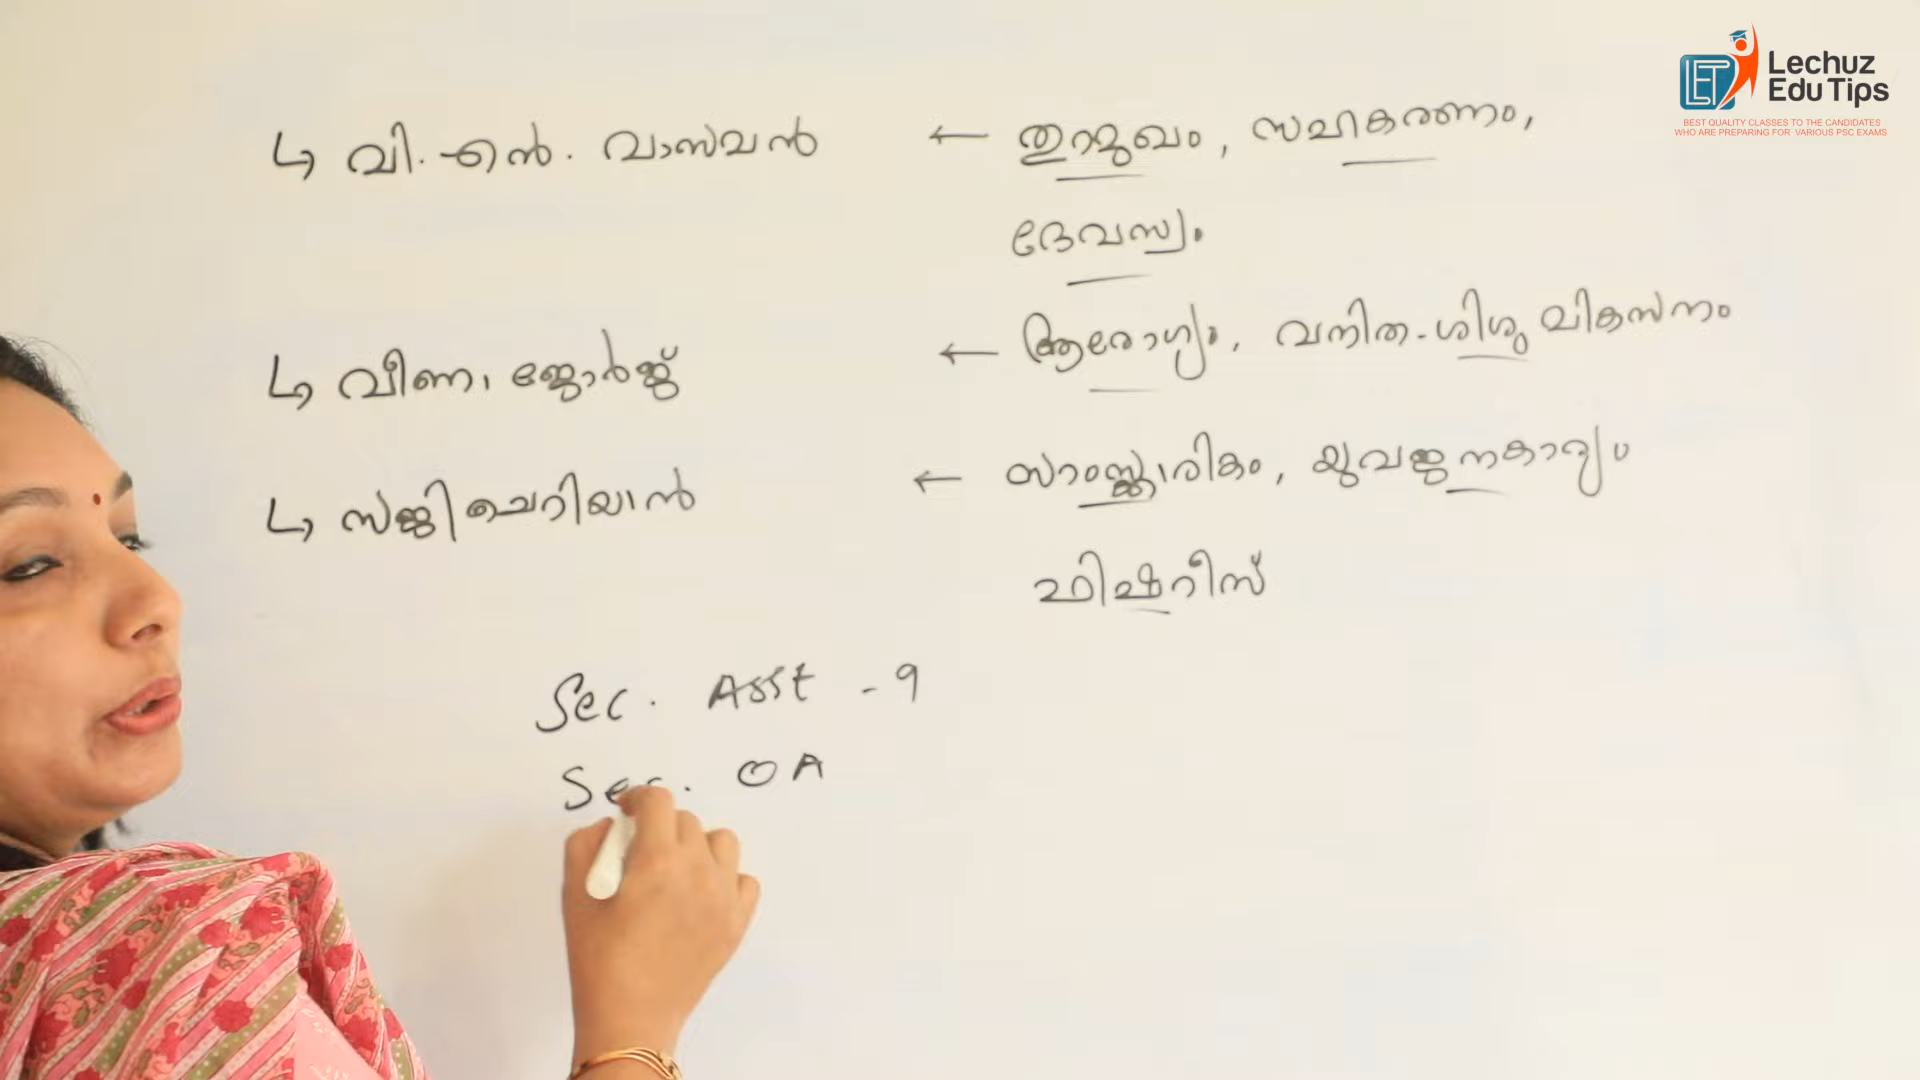 Lechuz
Edu Tips
BEST QUALITY CLASSES TO THE CANDIDATES
WHO ARE PREPARING FOR VARIOUS PSC EXAMS
↳ വി. എൻ. വാസവൻ ← തുറമുഖം, സഹകരണം,
ദേവസ്വം
↳ വീണാ ജോർജ്ജ് ← ആരോഗ്യം, വനിത-ശിശു വികസനം
↳ സജി ചെറിയാൻ ← സാംസ്കാരികം, യുവജനകാര്യം
ഫിഷറീസ്
Sec. Asst - 9
Sec. OA